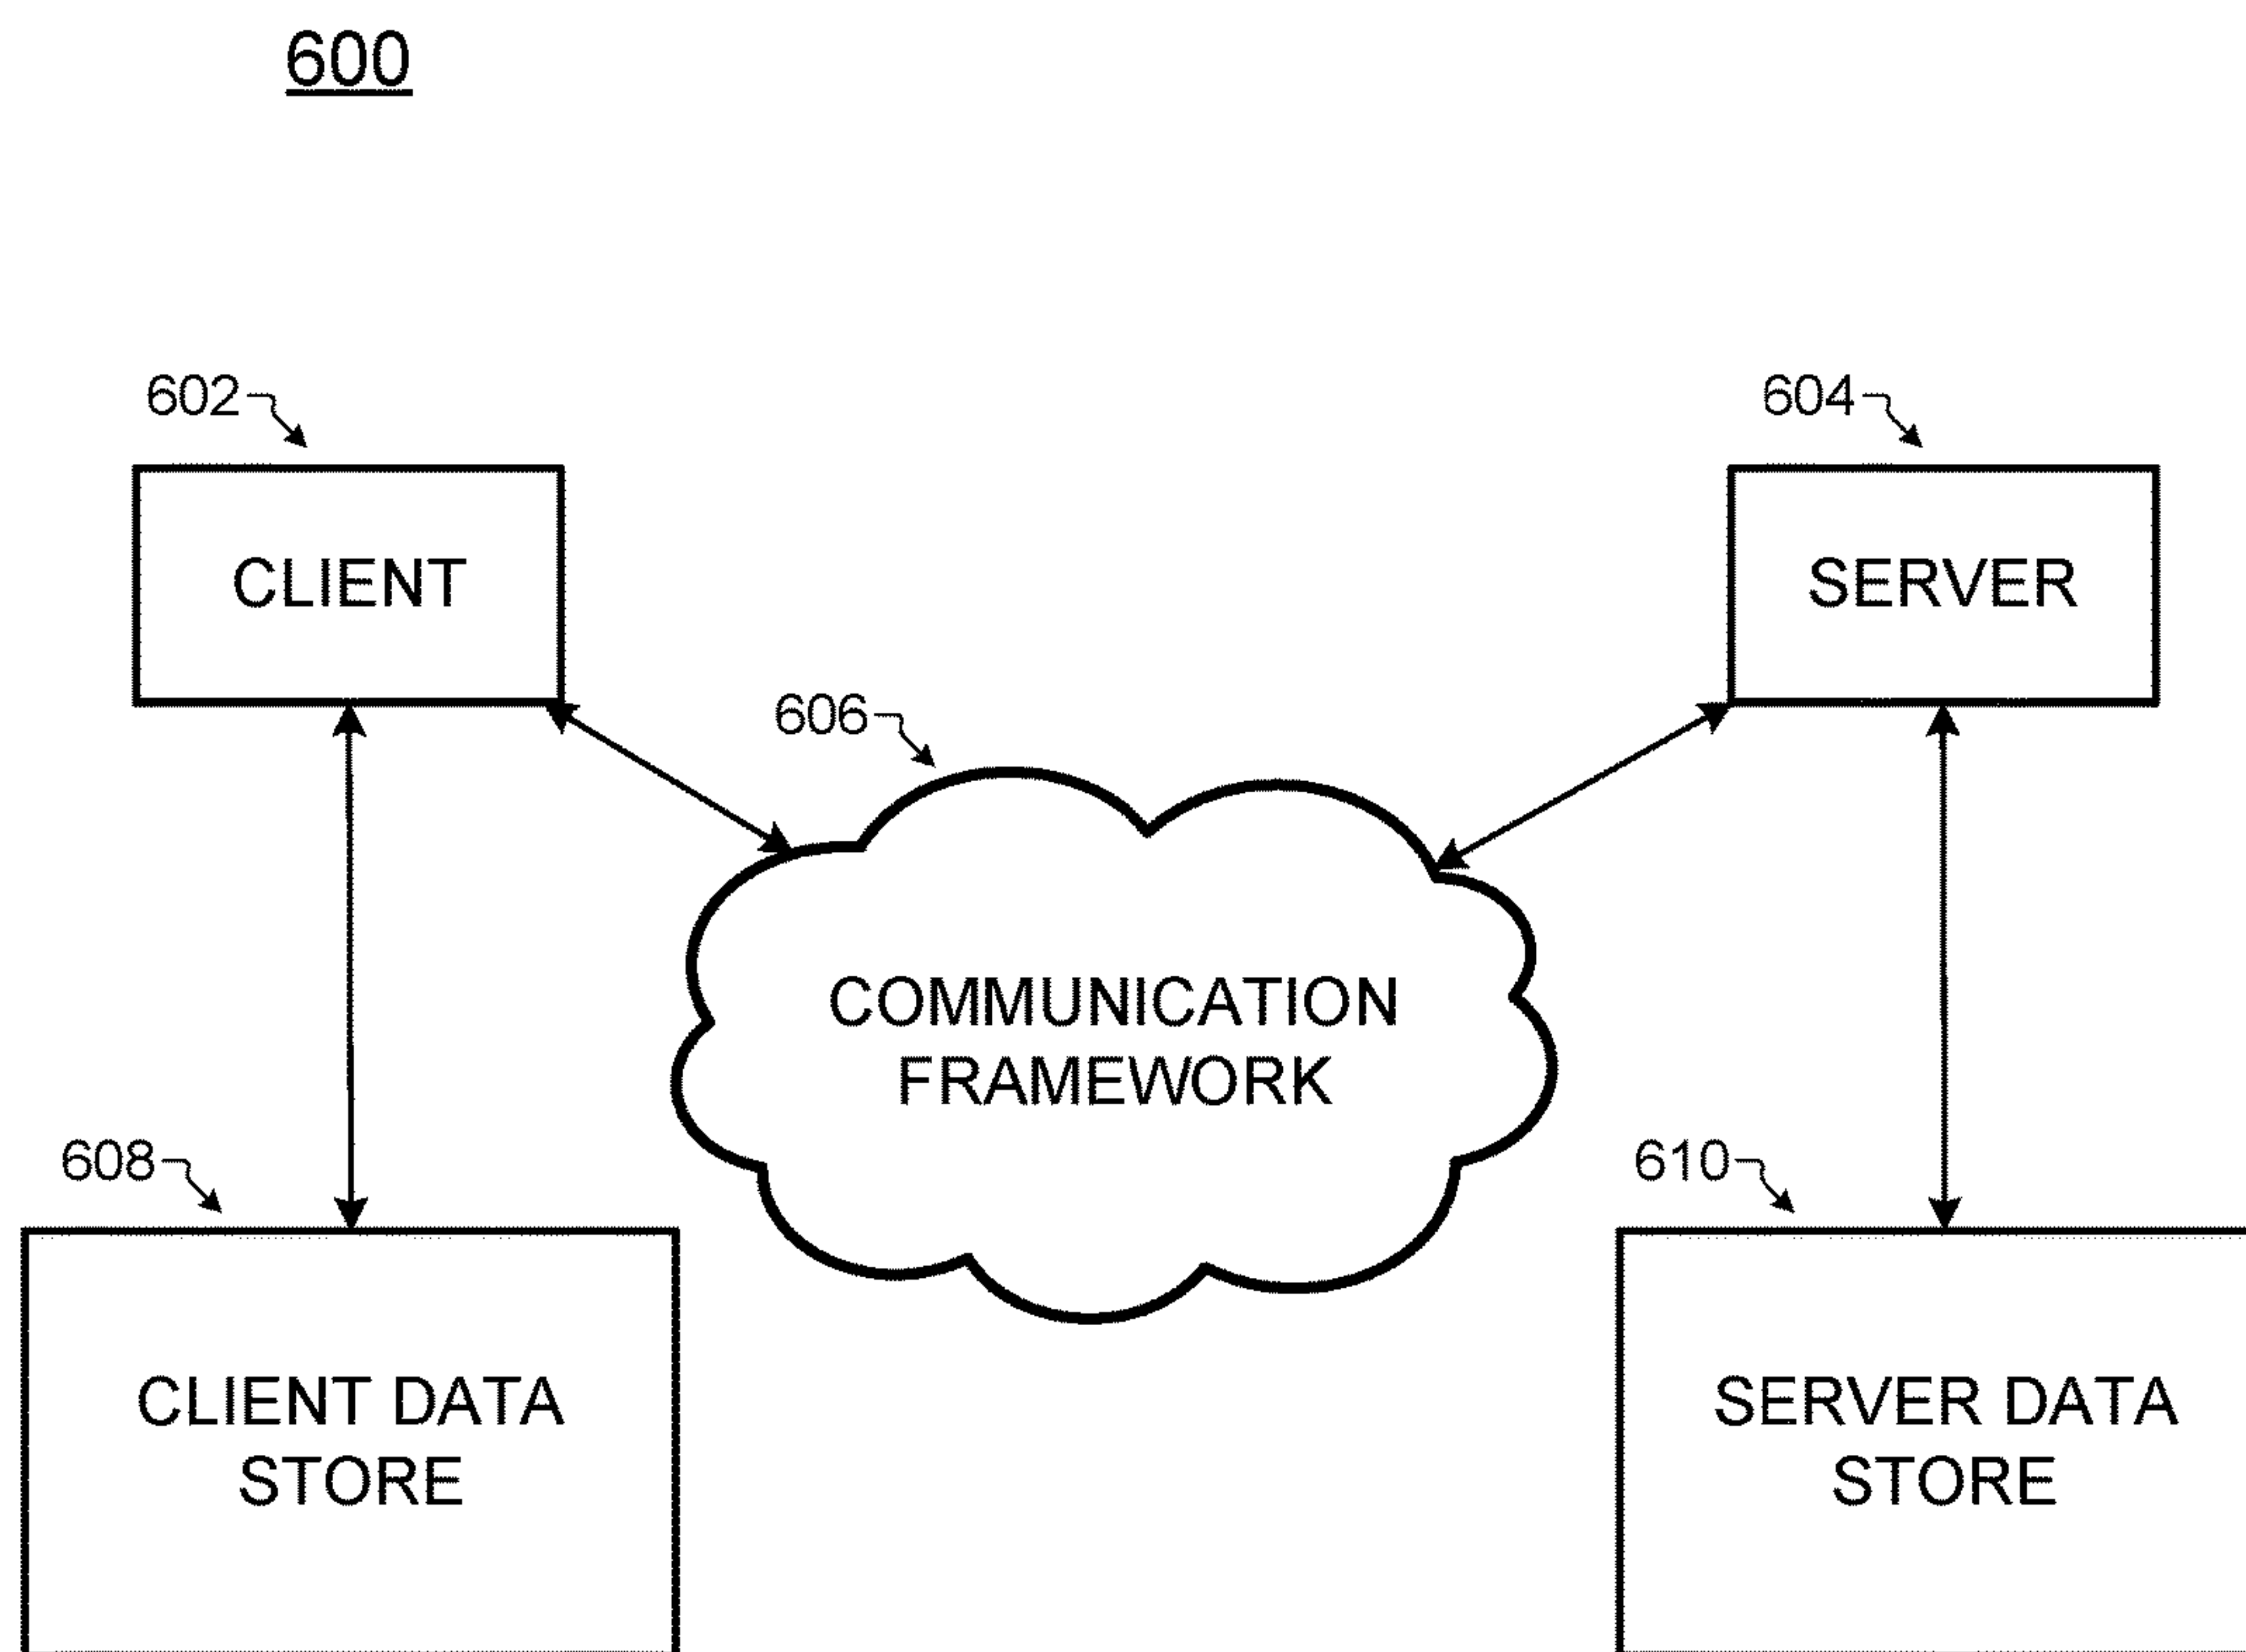 600
602
604
CLIENT
SERVER
606
COMMUNICATION
FRAMEWORK
608
610
CLIENT DATA
STORE
SERVER DATA
STORE